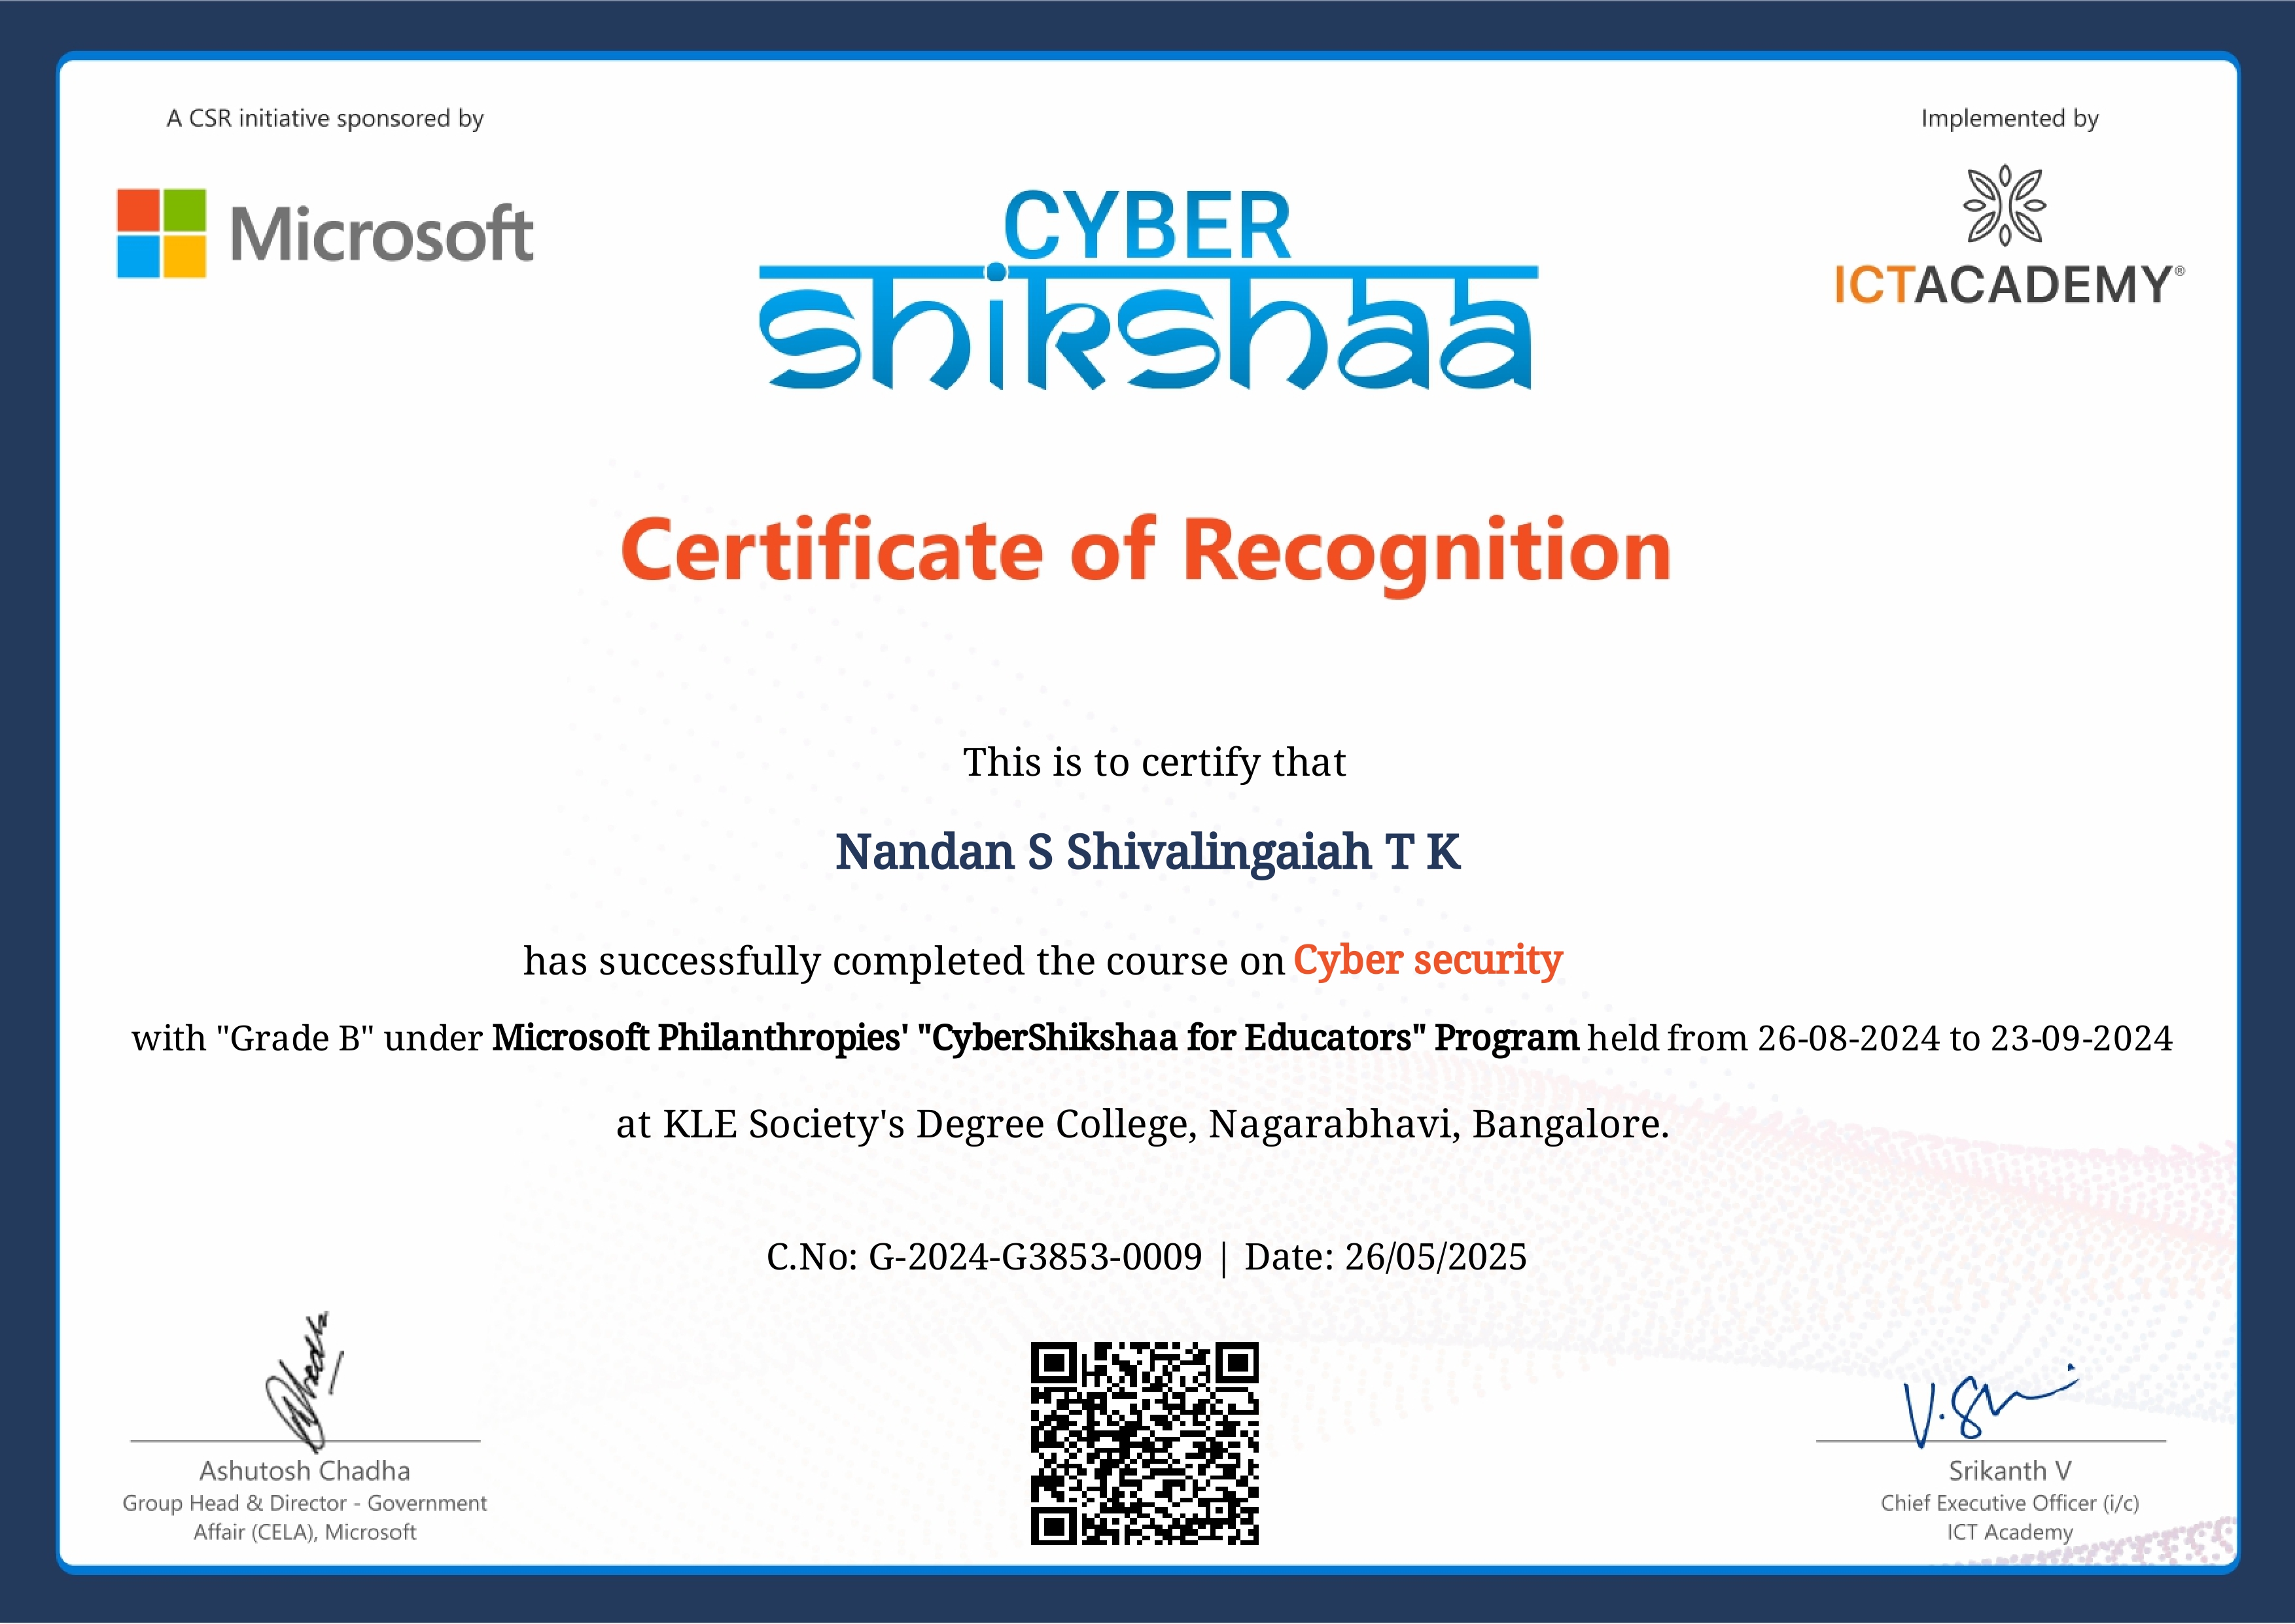 A CSR initiative sponsored by
Implemented by
Microsoft
CYBER
shikshaa
ICTACADEMY®
Certificate of Recognition
This is to certify that
Nandan S Shivalingaiah T K
has successfully completed the course on Cyber security
with "Grade B" under Microsoft Philanthropies' "CyberShikshaa for Educators" Program held from 26-08-2024 to 23-09-2024
at KLE Society's Degree College, Nagarabhavi, Bangalore.
C.No: G-2024-G3853-0009 | Date: 26/05/2025
V.S
Ashutosh Chadha
Group Head & Director - Government
Affair (CELA), Microsoft
Srikanth V
Chief Executive Officer (i/c)
ICT Academy